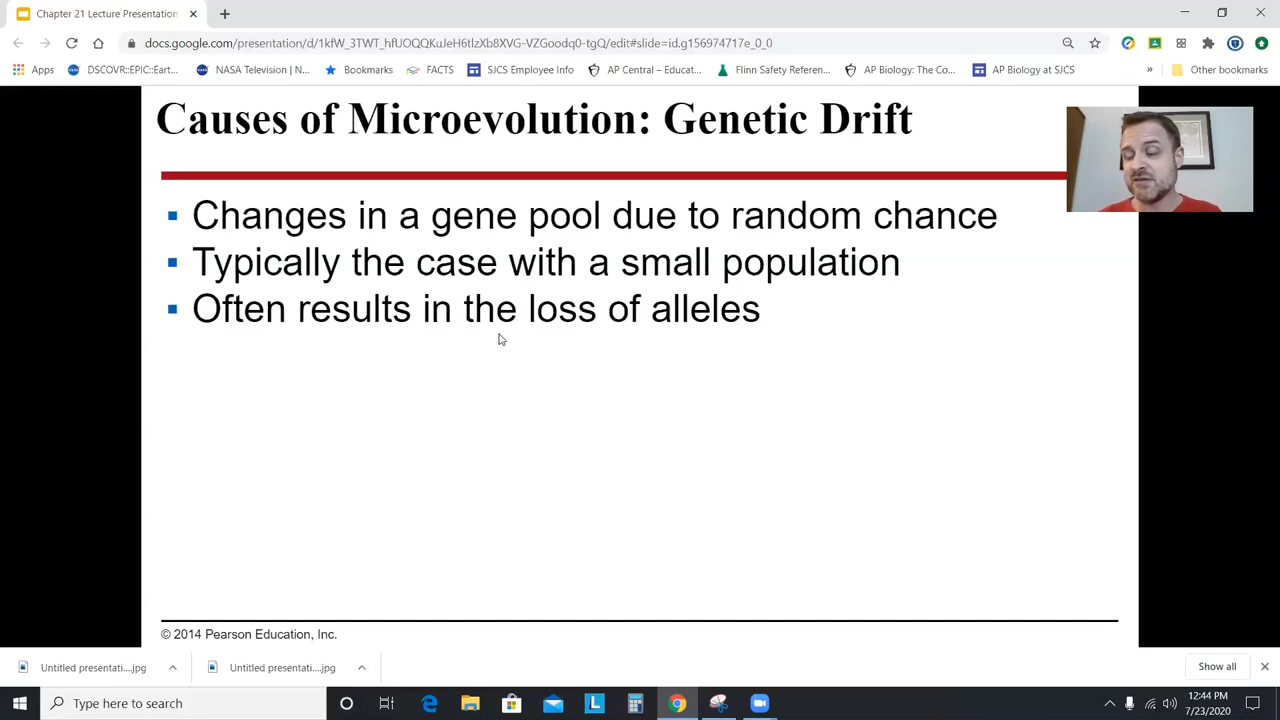 Chapter 21 Lecture Presentation
docs.google.com/presentation/d/1kfW_3TWT_hfUOQCKuJeH6tlzXb8XVG-VZGoodq0-tgQ/edit#slide=id.g156974717e_0_0
Apps DSCOVR::EPIC::Eart... NASA Television | N... Bookmarks FACTS SJCS Employee Info AP Central – Educat... Flinn Safety Referen... AP Biology: The Co... AP Biology at SJCS » Other bookmarks
Causes of Microevolution: Genetic Drift
▪ Changes in a gene pool due to random chance
▪ Typically the case with a small population
▪ Often results in the loss of alleles
© 2014 Pearson Education, Inc.
Untitled presentati....jpg Untitled presentati....jpg Show all
Type here to search
12:44 PM
7/23/2020